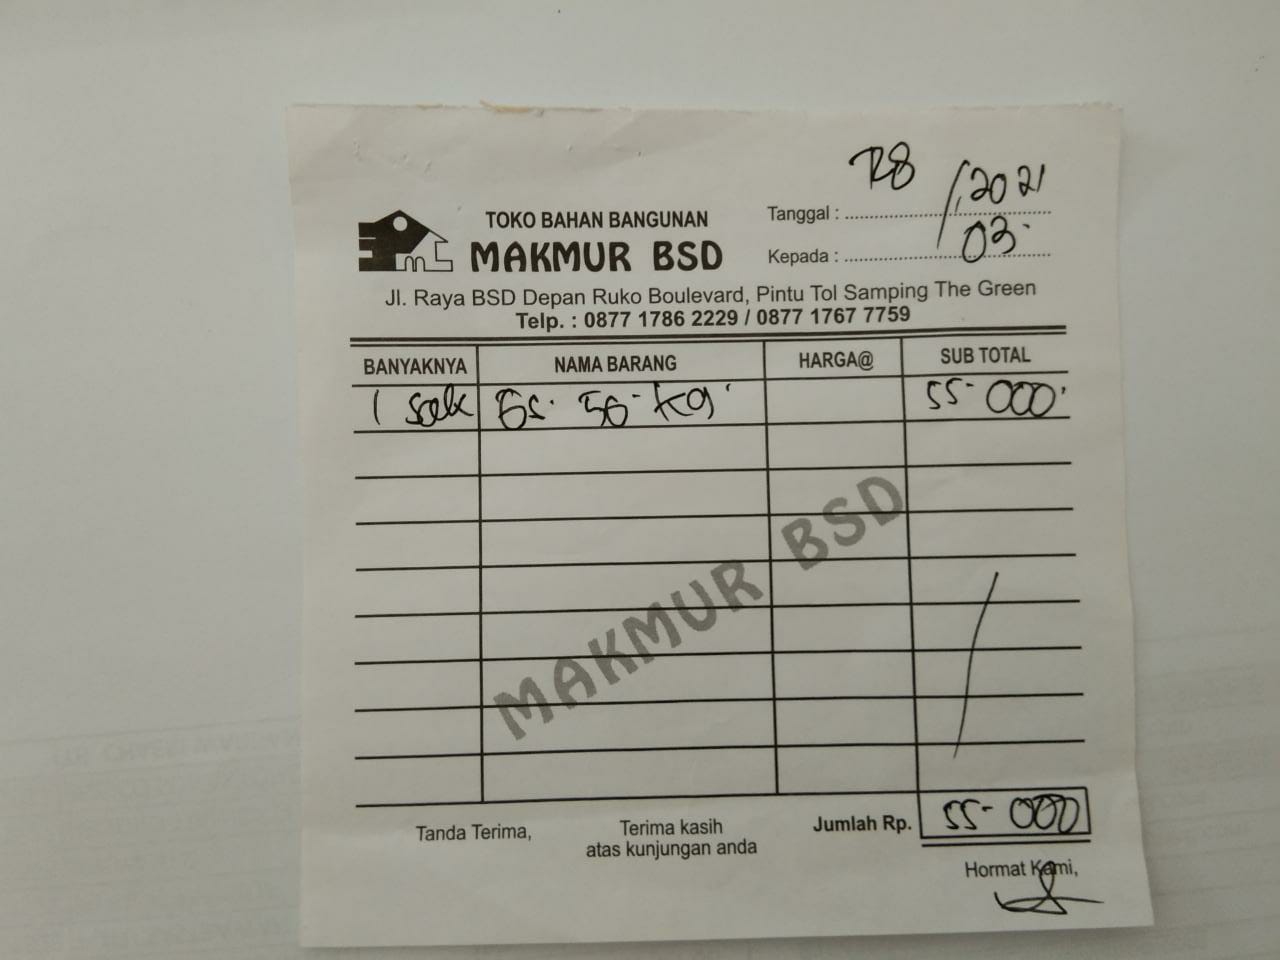 28 / 2021
Tanggal :
03
Kepada :
TOKO BAHAN BANGUNAN
MAKMUR BSD
Jl. Raya BSD Depan Ruko Boulevard, Pintu Tol Samping The Green
Telp. : 0877 1786 2229 / 0877 1767 7759
BANYAKNYA NAMA BARANG HARGA@ SUB TOTAL
1 sak 50 kg 55-000
MAKMUR BSD
Jumlah Rp. 55-000
Tanda Terima,
Terima kasih
atas kunjungan anda
Hormat Kami,